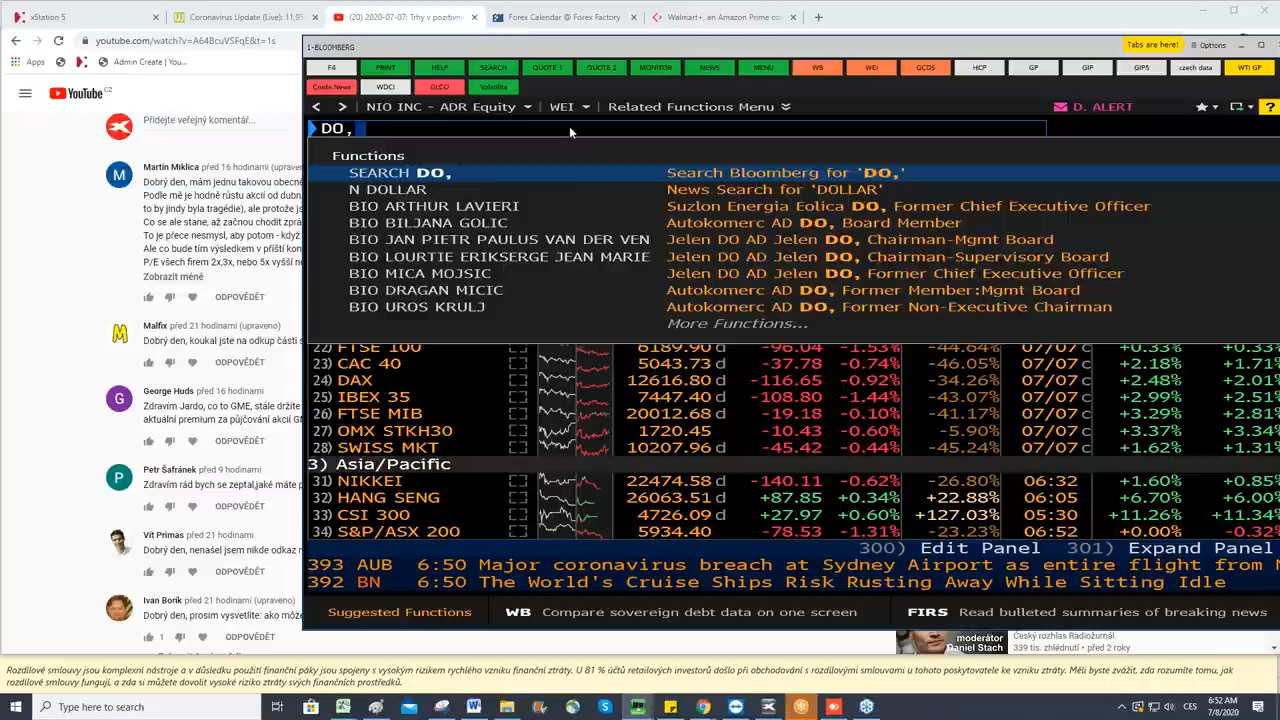 xStation 5
Coronavirus Update (Live): 11,95
(20) 2020-07-07: Trhy v pozitivn
Forex Calendar @ Forex Factory
Walmart+, an Amazon Prime co
youtube.com/watch?v=A64BcuVSFqE&t=1s
Apps
Admin Create | You...
YouTube CZ
Přidejte veřejný komentář...
Martin Miklica před 16 hodinami (uprave
Dobrý den, mám jednu takovou obecné
Podle mě je hodně růstu akcií od dubn
to by jindy byla tragédie), ale protože js
Co se ale stane, až začnou chodit zprá
To je přece nesmysl, aby potom - když
Ale co bude tím výsledkem v příští kon
P/E všech firem 2x,3x, nebo 5x vyšší ne
Zobrazit méně
ODPOVĚDĚT
Malfix před 21 hodinami (upraveno)
Dobrý den, koukal jste na odkup části s
ODPOVĚDĚT
George Huds před 16 hodinami
Zdravím Jardo, co to GME, stále držíte
aktuální premium za půjčování akcií GM
ODPOVĚDĚT
Petr Šafránek před 9 hodinami
Zdravím rád bych se zeptal,jaké máte p
ODPOVĚDĚT
Vít Primas před 21 hodinami
Dobrý den, nenašel jsem nikde odkaz n
ODPOVĚDĚT
Ivan Borik před 21 hodinami (upraveno)
Dobrý den, prosim vysvetlite: ako môže
1 ODPOVĚDĚT
1-BLOOMBERG
Tabs are here!
Options
F4 PRINT HELP SEARCH QUOTE 1 QUOTE 2 MONITOR NEWS MENU WB WEI GCDS HCP GP GIP GIPS czech data WTI GP
Credit News WDCI GLCO Volatilita
NIO INC - ADR Equity WEI Related Functions Menu D. ALERT
DO,
Functions
SEARCH DO, Search Bloomberg for 'DO,'
N DOLLAR News Search for 'DOLLAR'
BIO ARTHUR LAVIERI Suzlon Energia Eolica DO, Former Chief Executive Officer
BIO BILJANA GOLIC Autokomerc AD DO, Board Member
BIO JAN PIETR PAULUS VAN DER VEN Jelen DO AD Jelen DO, Chairman-Mgmt Board
BIO LOURTIE ERIKSERGE JEAN MARIE Jelen DO AD Jelen DO, Chairman-Supervisory Board
BIO MICA MOJSIC Jelen DO AD Jelen DO, Former Chief Executive Officer
BIO DRAGAN MICIC Autokomerc AD DO, Former Member:Mgmt Board
BIO UROS KRULJ Autokomerc AD DO, Former Non-Executive Chairman
More Functions...
22) FTSE 100 6189.90 d -96.04 -1.53% -44.64% 07/07 c +0.33% +0.33%
23) CAC 40 5043.73 d -37.78 -0.74% -46.05% 07/07 c +2.18% +1.71%
24) DAX 12616.80 d -116.65 -0.92% -34.26% 07/07 c +2.48% +2.01%
25) IBEX 35 7447.40 d -108.80 -1.44% -43.07% 07/07 c +2.99% +2.51%
26) FTSE MIB 20012.68 d -19.18 -0.10% -41.17% 07/07 c +3.29% +2.81%
27) OMX STKH30 1720.45 -10.43 -0.60% -5.90% 07/07 c +3.37% +3.34%
28) SWISS MKT 10207.96 d -45.42 -0.44% -45.24% 07/07 c +1.62% +1.31%
3) Asia/Pacific
31) NIKKEI 22474.58 d -140.11 -0.62% -26.80% 06:32 +1.60% +0.85%
32) HANG SENG 26063.51 d +87.85 +0.34% +22.88% 06:05 +6.70% +6.00%
33) CSI 300 4726.09 d +27.97 +0.60% +127.03% 05:30 +11.26% +11.34%
34) S&P/ASX 200 5934.40 -78.53 -1.31% -23.23% 06:52 +0.00% -0.32%
300) Edit Panel 301) Expand Panel
393 AUB 6:50 Major coronavirus breach at Sydney Airport as entire flight from M
392 BN 6:50 The World's Cruise Ships Risk Rusting Away While Sitting Idle
Suggested Functions WB Compare sovereign debt data on one screen FIRS Read bulleted summaries of breaking news
moderátor
Daniel Stach
Český rozhlas Radiožurnál
339 tis. zhlédnutí • před 2 roky
Rozdílové smlouvy jsou komplexní nástroje a v důsledku použití finanční páky jsou spojeny s vysokým rizikem rychlého vzniku finanční ztráty. U 81 % účtů retailových investorů došlo při obchodování s rozdílovými smlouvami u tohoto poskytovatele ke vzniku ztráty. Měli byste zvážit, zda rozumíte tomu, jak
rozdílové smlouvy fungují, a zda si můžete dovolit vysoké riziko ztráty svých finančních prostředků.
Type here to search
CES
6:52 AM
7/8/2020